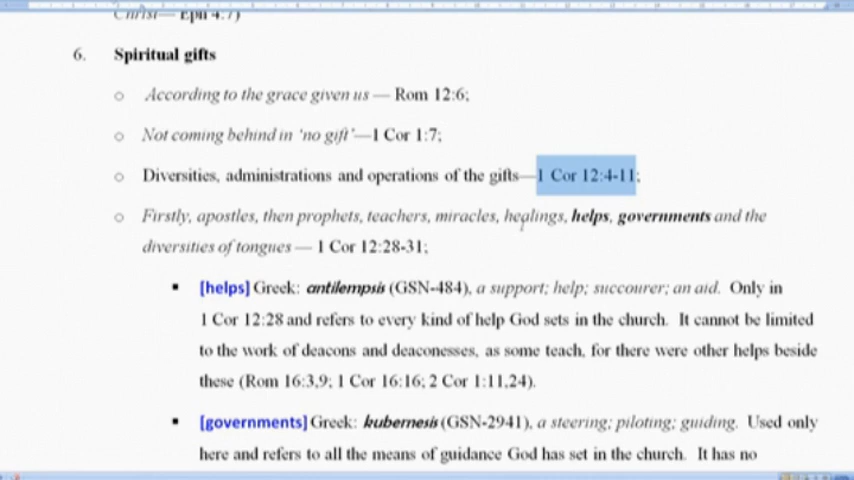 Christ— Eph 4:7)
6. Spiritual gifts
○ According to the grace given us — Rom 12:6;
○ Not coming behind in 'no gift'—1 Cor 1:7;
○ Diversities, administrations and operations of the gifts—1 Cor 12:4-11;
○ Firstly, apostles, then prophets, teachers, miracles, healings, helps, governments and the
diversities of tongues — 1 Cor 12:28-31;
▪ [helps] Greek: antilempsis (GSN-484), a support; help; succourer; an aid. Only in
1 Cor 12:28 and refers to every kind of help God sets in the church. It cannot be limited
to the work of deacons and deaconesses, as some teach, for there were other helps beside
these (Rom 16:3,9; 1 Cor 16:16; 2 Cor 1:11,24).
▪ [governments] Greek: kubernesis (GSN-2941), a steering; piloting; guiding. Used only
here and refers to all the means of guidance God has set in the church. It has no